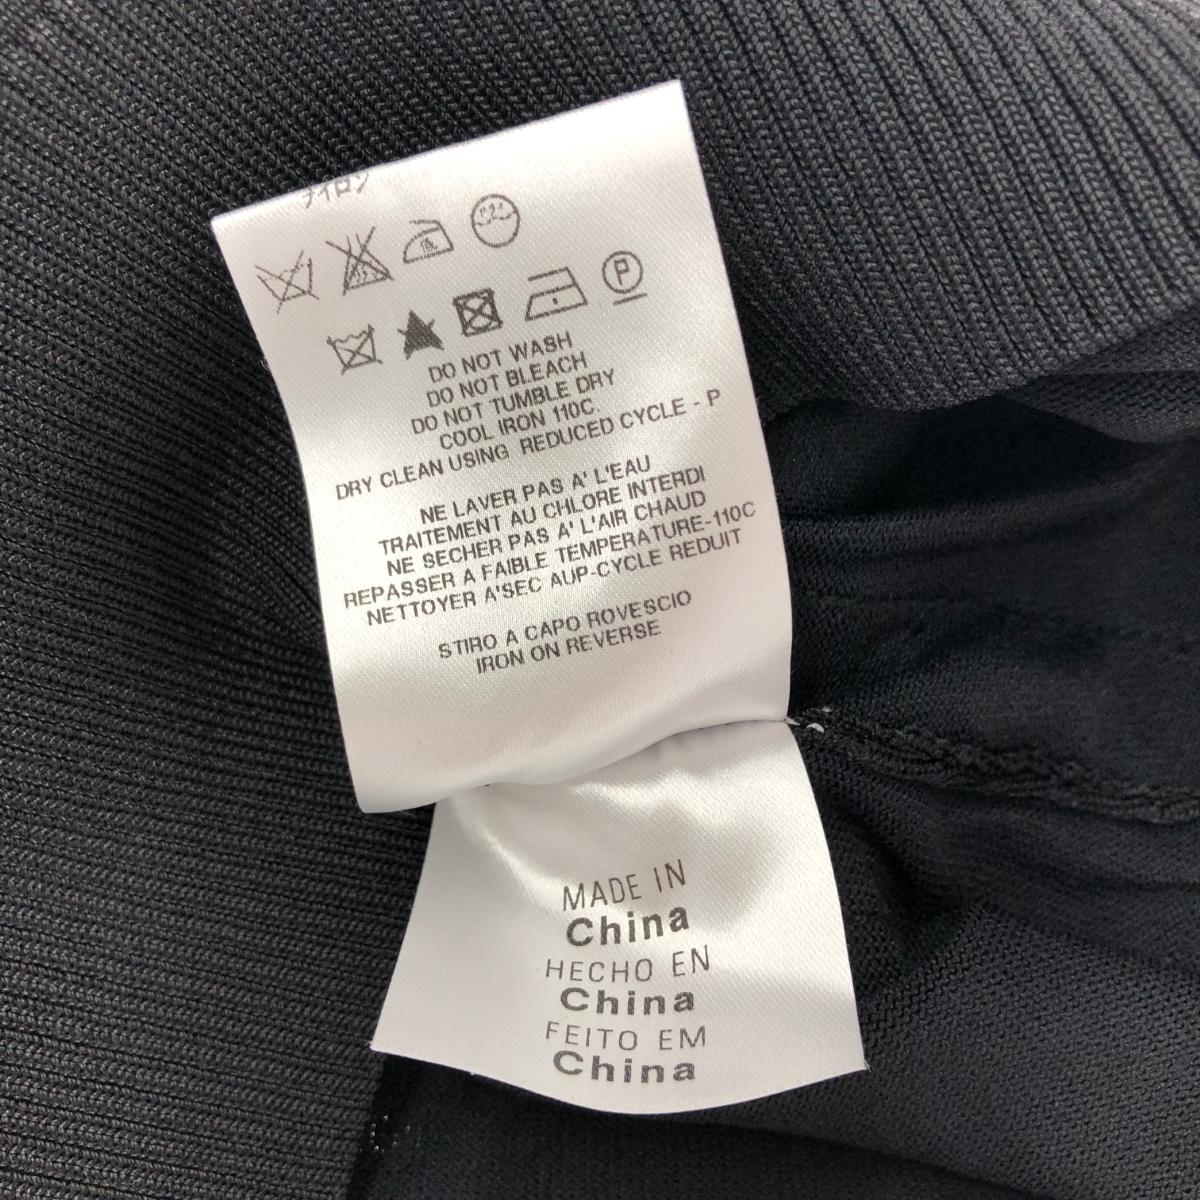 ナイロン
P
DO NOT WASH
DO NOT BLEACH
DO NOT TUMBLE DRY
COOL IRON 110C.
DRY CLEAN USING REDUCED CYCLE - P
NE LAVER PAS A' L'EAU
TRAITEMENT AU CHLORE INTERDI
NE SECHER PAS A' L'AIR CHAUD
REPASSER A FAIBLE TEMPERATURE-110C
NETTOYER A'SEC AUP-CYCLE REDUIT
STIRO A CAPO ROVESCIO
IRON ON REVERSE
MADE IN
China
HECHO EN
China
FEITO EM
China